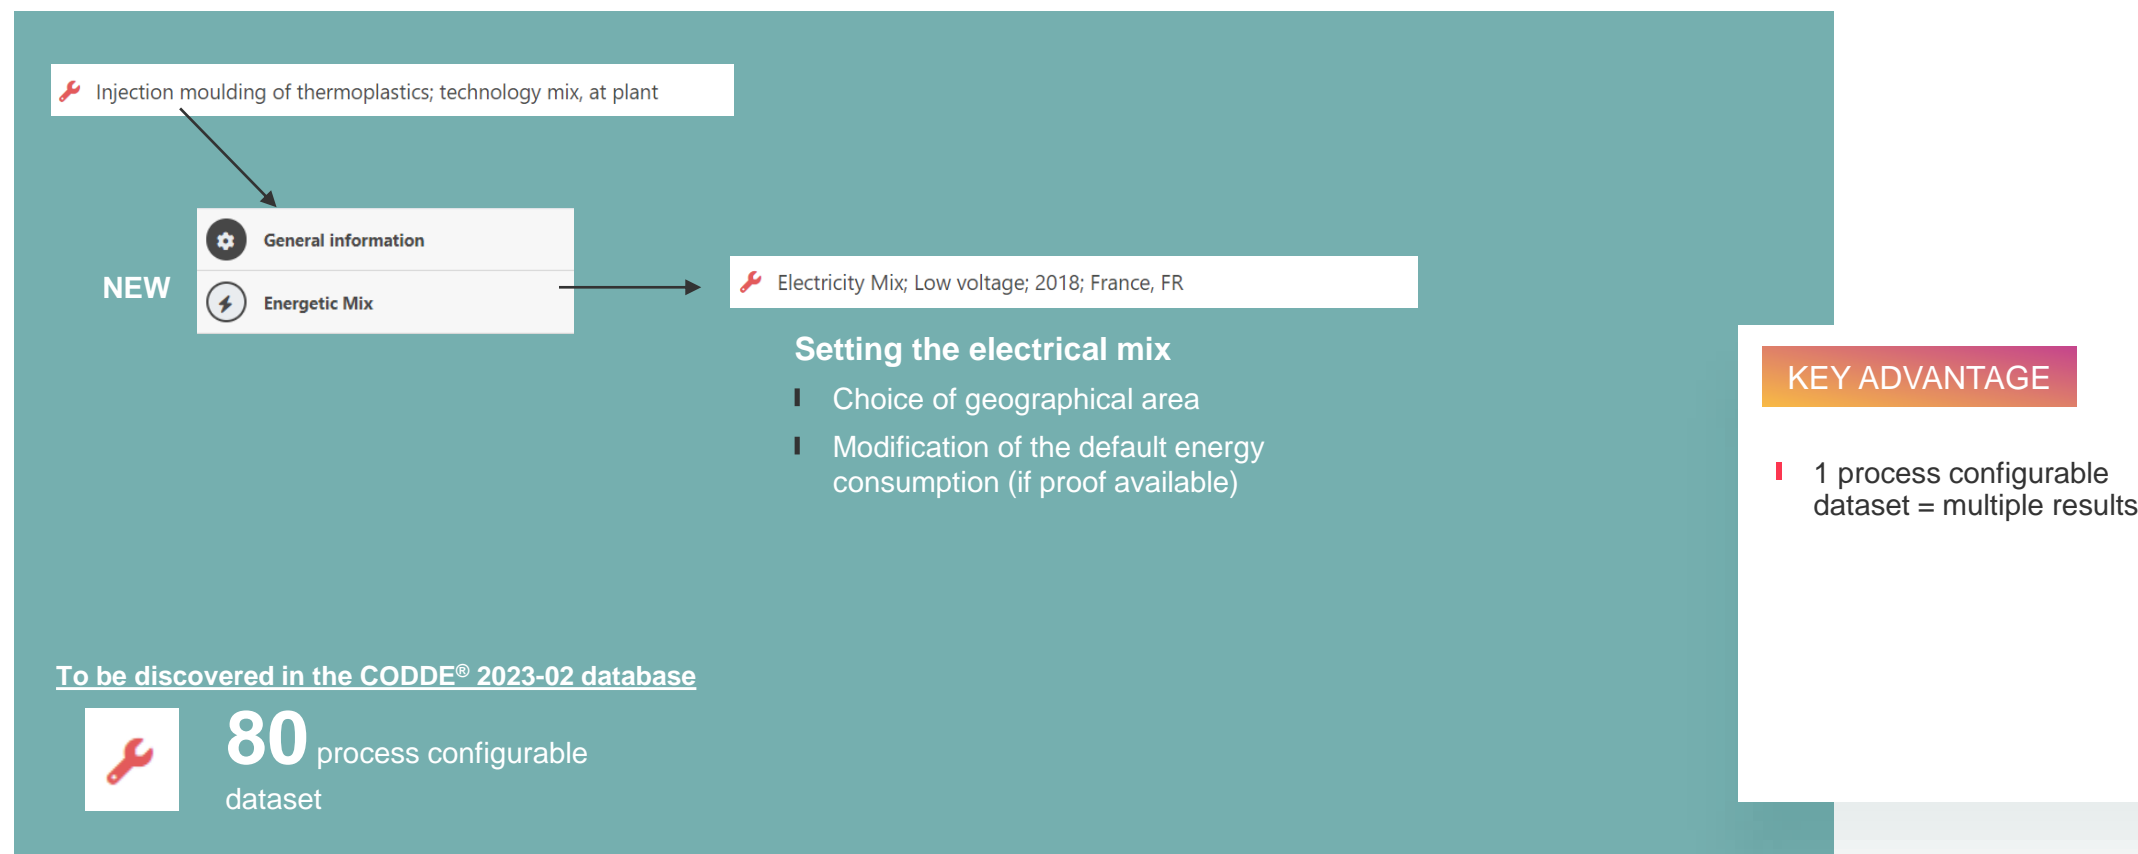 Injection moulding of thermoplastics; technology mix, at plant
General information
NEW
Energetic Mix
Electricity Mix; Low voltage; 2018; France, FR
Setting the electrical mix
Choice of geographical area
Modification of the default energy
consumption (if proof available)
KEY ADVANTAGE
1 process configurable
dataset = multiple results
To be discovered in the CODDE® 2023-02 database
80 process configurable
dataset